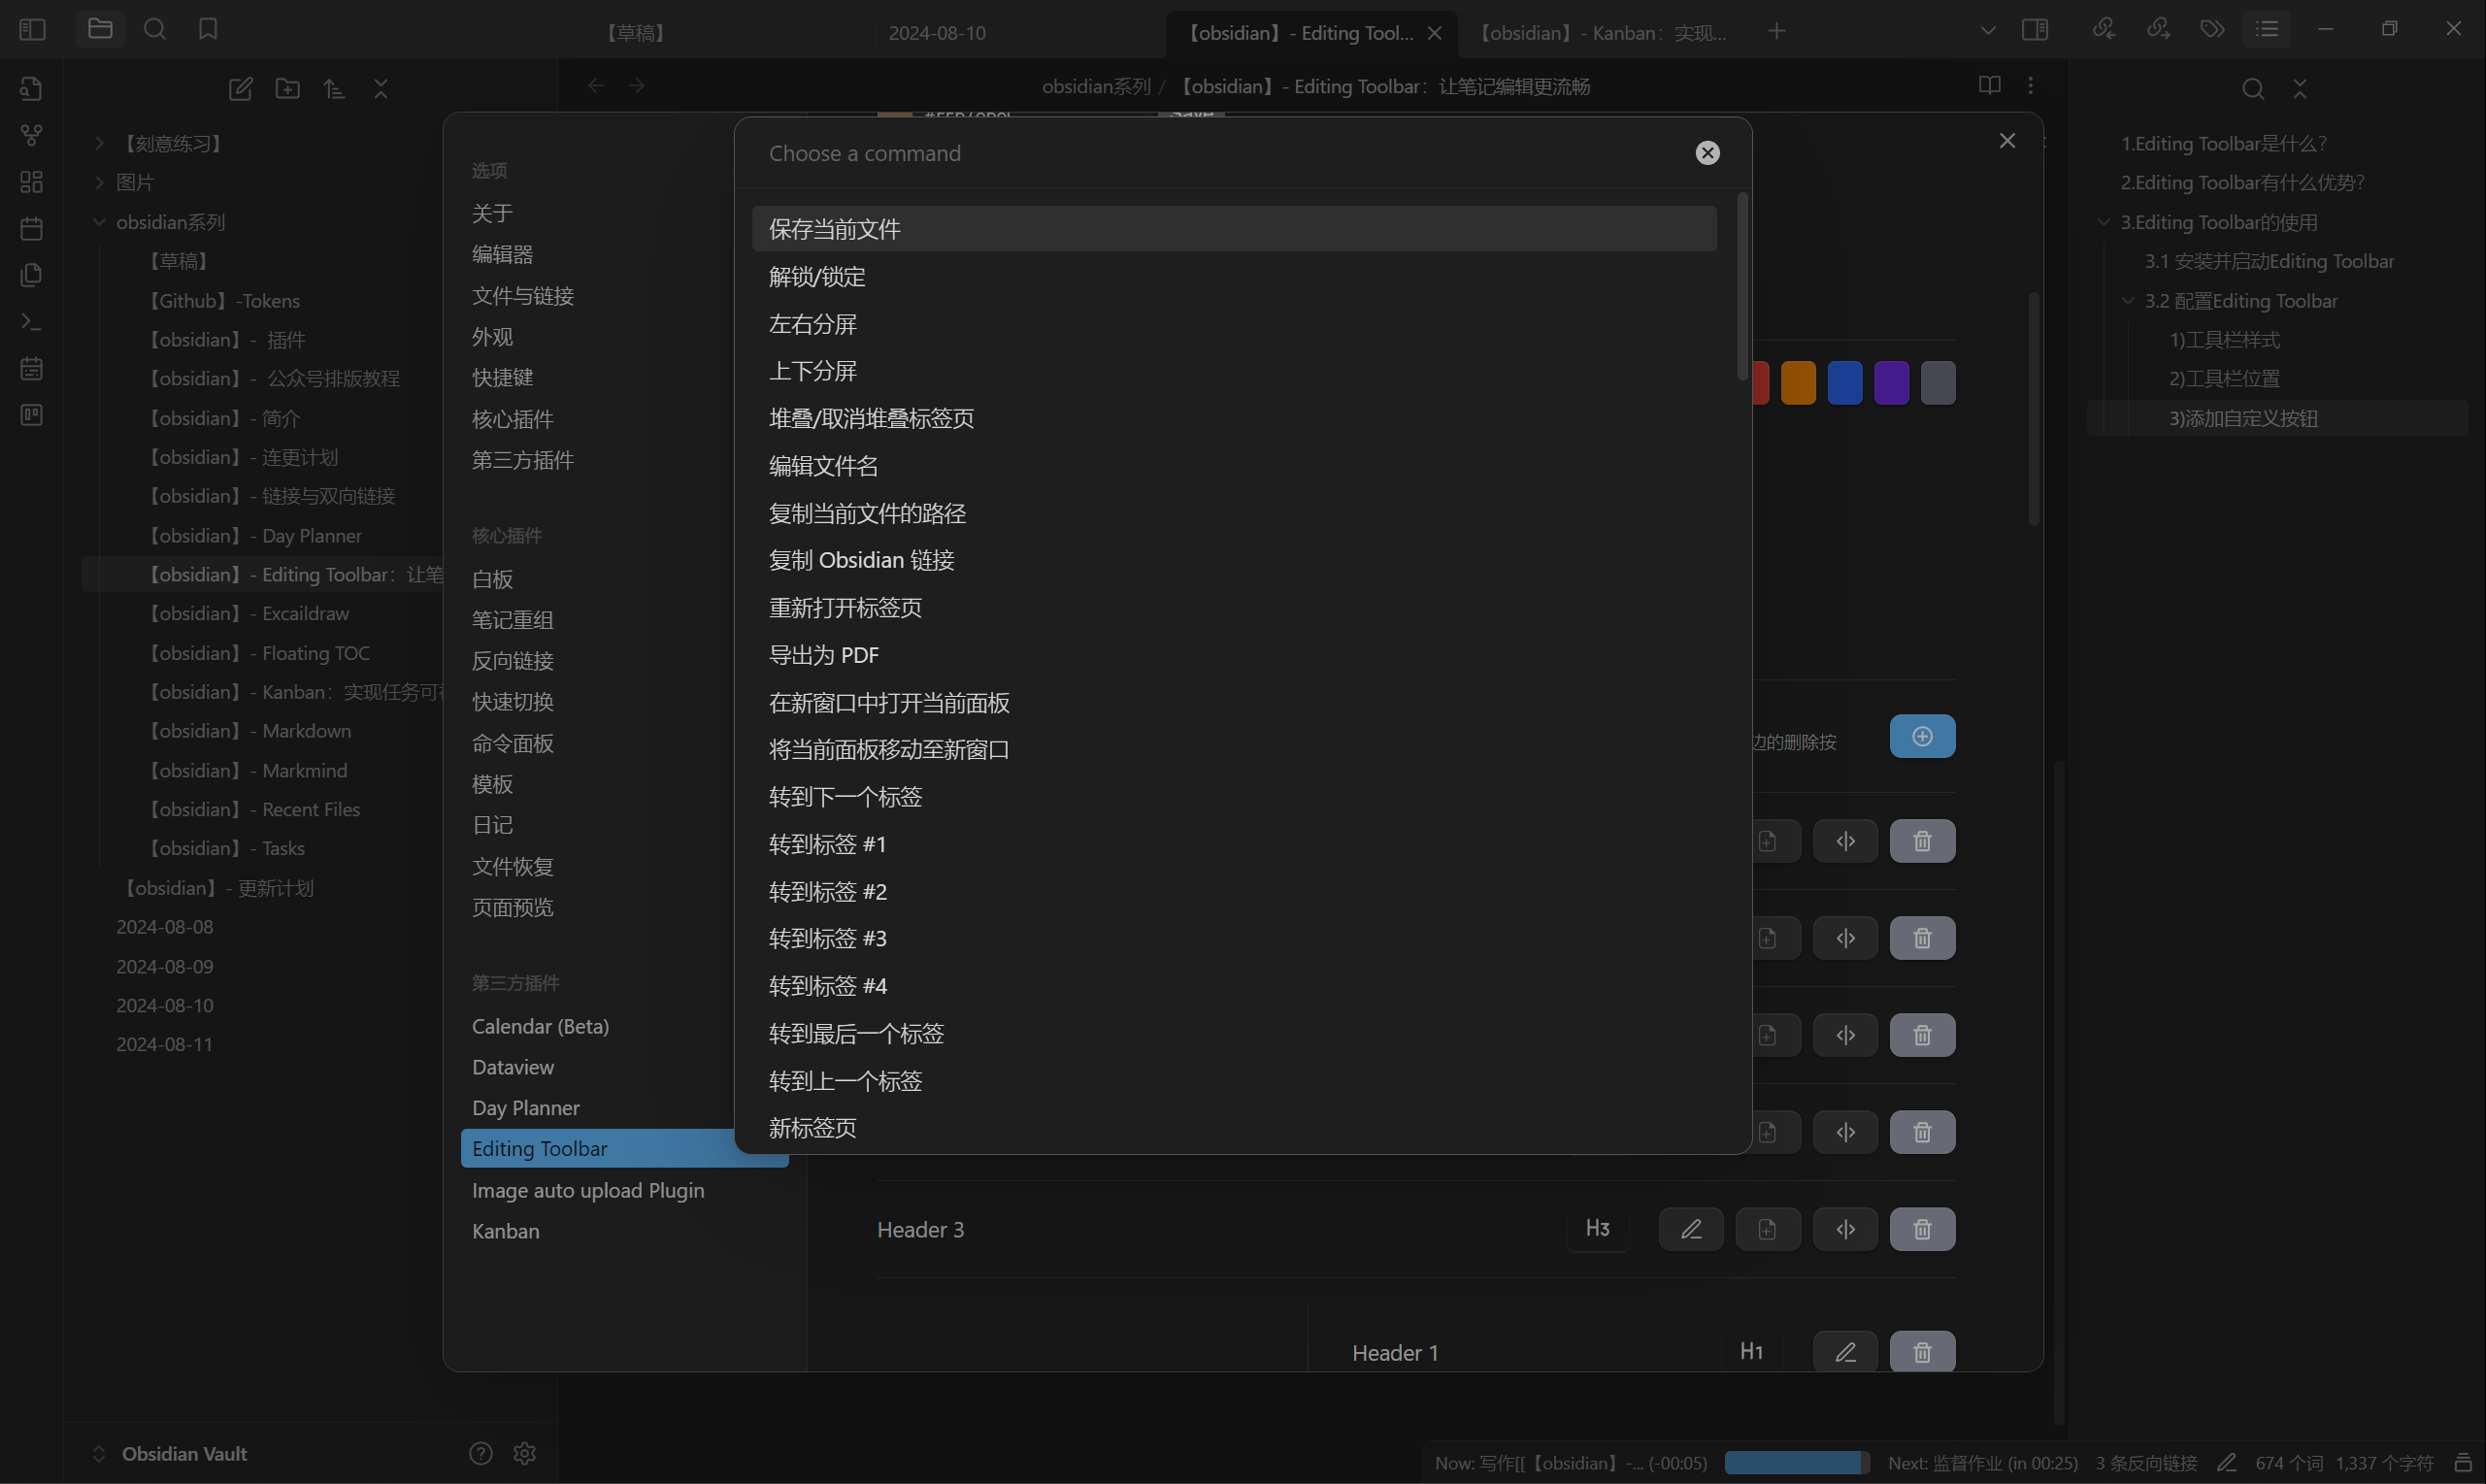 【草稿】
2024-08-10
【obsidian】- Editing Tool...
【obsidian】- Kanban：实现...
obsidian系列 / 【obsidian】- Editing Toolbar：让笔记编辑更流畅
【刻意练习】
图片
obsidian系列
【草稿】
【Github】-Tokens
【obsidian】- 插件
【obsidian】- 公众号排版教程
【obsidian】- 简介
【obsidian】- 连更计划
【obsidian】- 链接与双向链接
【obsidian】- Day Planner
【obsidian】- Editing Toolbar：让笔
【obsidian】- Excaildraw
【obsidian】- Floating TOC
【obsidian】- Kanban：实现任务可
【obsidian】- Markdown
【obsidian】- Markmind
【obsidian】- Recent Files
【obsidian】- Tasks
【obsidian】- 更新计划
2024-08-08
2024-08-09
2024-08-10
2024-08-11
Obsidian Vault
选项
关于
编辑器
文件与链接
外观
快捷键
核心插件
第三方插件
核心插件
白板
笔记重组
反向链接
快速切换
命令面板
模板
日记
文件恢复
页面预览
第三方插件
Calendar (Beta)
Dataview
Day Planner
Editing Toolbar
Image auto upload Plugin
Kanban
Choose a command
保存当前文件
解锁/锁定
左右分屏
上下分屏
堆叠/取消堆叠标签页
编辑文件名
复制当前文件的路径
复制 Obsidian 链接
重新打开标签页
导出为 PDF
在新窗口中打开当前面板
将当前面板移动至新窗口
转到下一个标签
转到标签 #1
转到标签 #2
转到标签 #3
转到标签 #4
转到最后一个标签
转到上一个标签
新标签页
边的删除按
Header 3
H3
Header 1
H1
1.Editing Toolbar是什么？
2.Editing Toolbar有什么优势？
3.Editing Toolbar的使用
3.1 安装并启动Editing Toolbar
3.2 配置Editing Toolbar
1)工具栏样式
2)工具栏位置
3)添加自定义按钮
Now: 写作[[【obsidian】-... (-00:05)
Next: 监督作业 (in 00:25)
3 条反向链接
674 个词
1,337 个字符